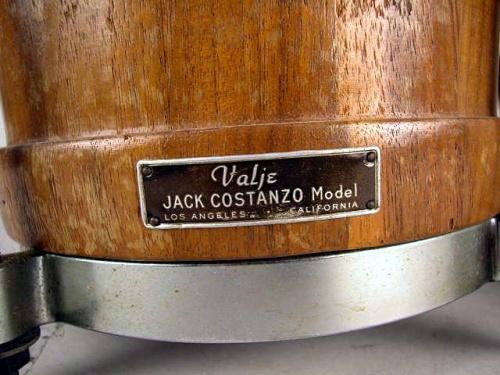 Valje
JACK COSTANZO Model
LOS ANGELES CALIFORNIA